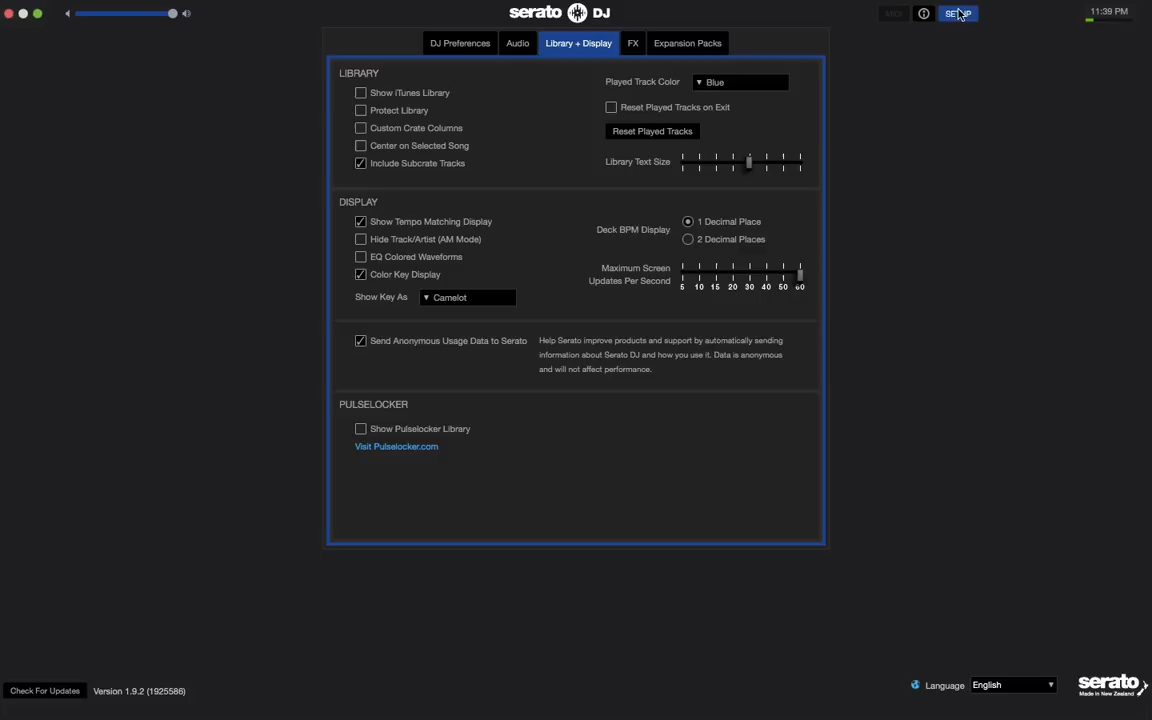 serato DJ
MIDI
SETUP
11:39 PM
DJ Preferences
Audio
Library + Display
FX
Expansion Packs
LIBRARY
Show iTunes Library
Protect Library
Custom Crate Columns
Center on Selected Song
Include Subcrate Tracks
Played Track Color
Blue
Reset Played Tracks on Exit
Reset Played Tracks
Library Text Size
DISPLAY
Show Tempo Matching Display
Hide Track/Artist (AM Mode)
EQ Colored Waveforms
Color Key Display
Show Key As
Camelot
Deck BPM Display
1 Decimal Place
2 Decimal Places
Maximum Screen
Updates Per Second
5 10 15 20 30 40 50 60
Send Anonymous Usage Data to Serato
Help Serato improve products and support by automatically sending
information about Serato DJ and how you use it. Data is anonymous
and will not affect performance.
PULSELOCKER
Show Pulselocker Library
Visit Pulselocker.com
Check For Updates
Version 1.9.2 (1925586)
Language
English
serato
Made in New Zealand